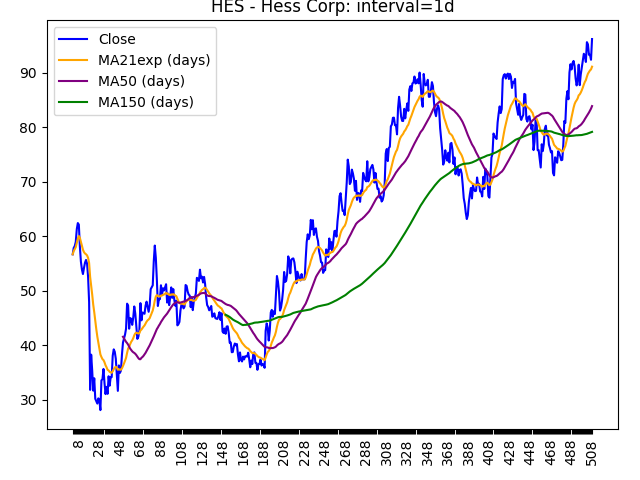 HES - Hess Corp: interval=1d
Close
MA21exp (days)
MA50 (days)
MA150 (days)
90
80
70
60
50
40
30
8 28 48 68 88 108 128 148 168 188 208 228 248 268 288 308 328 348 368 388 408 428 448 468 488 508